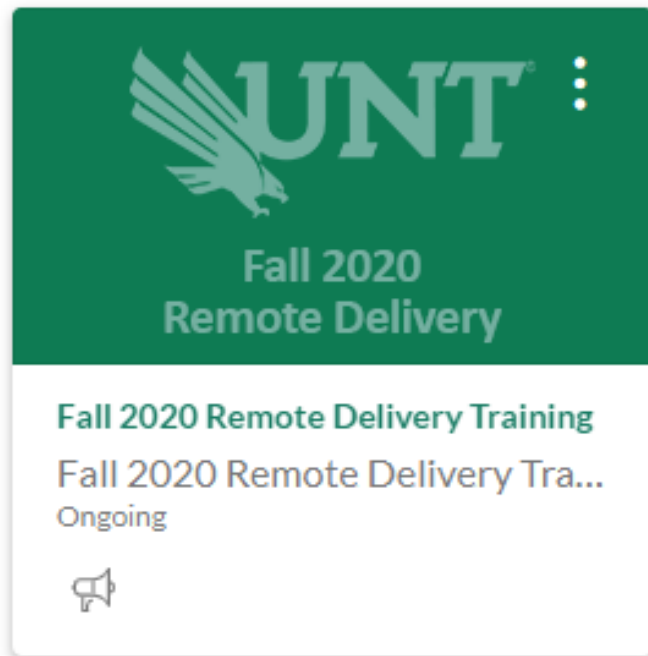 UNT
Fall 2020
Remote Delivery
Fall 2020 Remote Delivery Training
Fall 2020 Remote Delivery Tra...
Ongoing